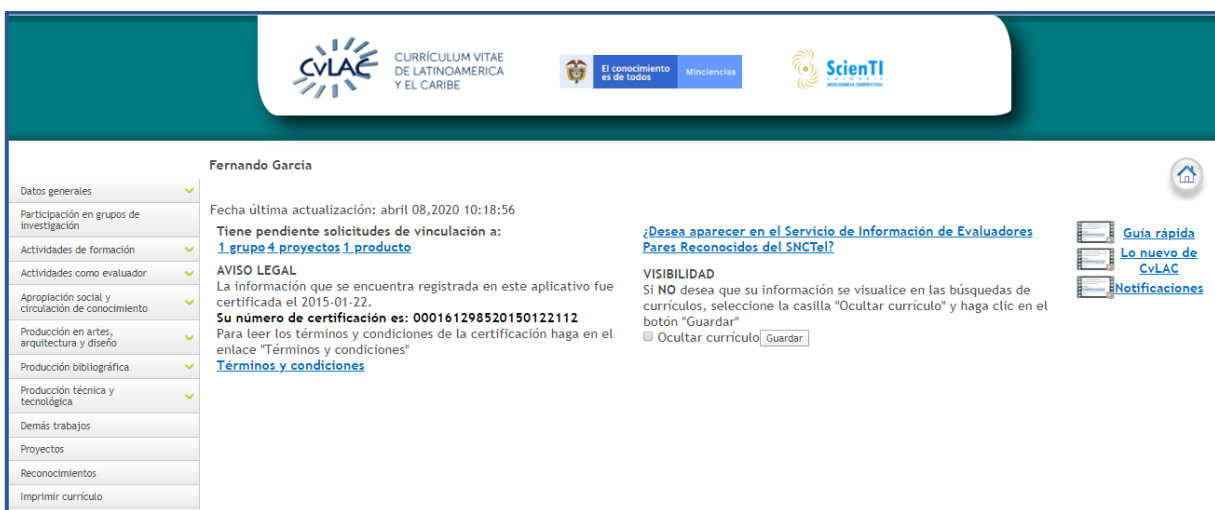 CvLAC
CURRÍCULUM VITAE
DE LATINOAMERICA
Y EL CARIBE
El conocimiento
es de todos
Minciencias
ScienTI
Fernando García
Datos generales
Participación en grupos de
investigación
Actividades de formación
Actividades como evaluador
Apropiación social y
circulación de conocimiento
Producción en artes,
arquitectura y diseño
Producción bibliográfica
Producción técnica y
tecnológica
Demás trabajos
Proyectos
Reconocimientos
Imprimir currículo
Fecha última actualización: abril 08,2020 10:18:56
Tiene pendiente solicitudes de vinculación a:
1 grupo 4 proyectos 1 producto
AVISO LEGAL
La información que se encuentra registrada en este aplicativo fue
certificada el 2015-01-22.
Su número de certificación es: 000161298520150122112
Para leer los términos y condiciones de la certificación haga en el
enlace "Términos y condiciones"
Términos y condiciones
¿Desea aparecer en el Servicio de Información de Evaluadores
Pares Reconocidos del SNCTeI?
VISIBILIDAD
Si NO desea que su información se visualice en las búsquedas de
currículos, seleccione la casilla "Ocultar currículo" y haga clic en el
botón "Guardar"
Ocultar currículo Guardar
Guía rápida
Lo nuevo de
CvLAC
Notificaciones